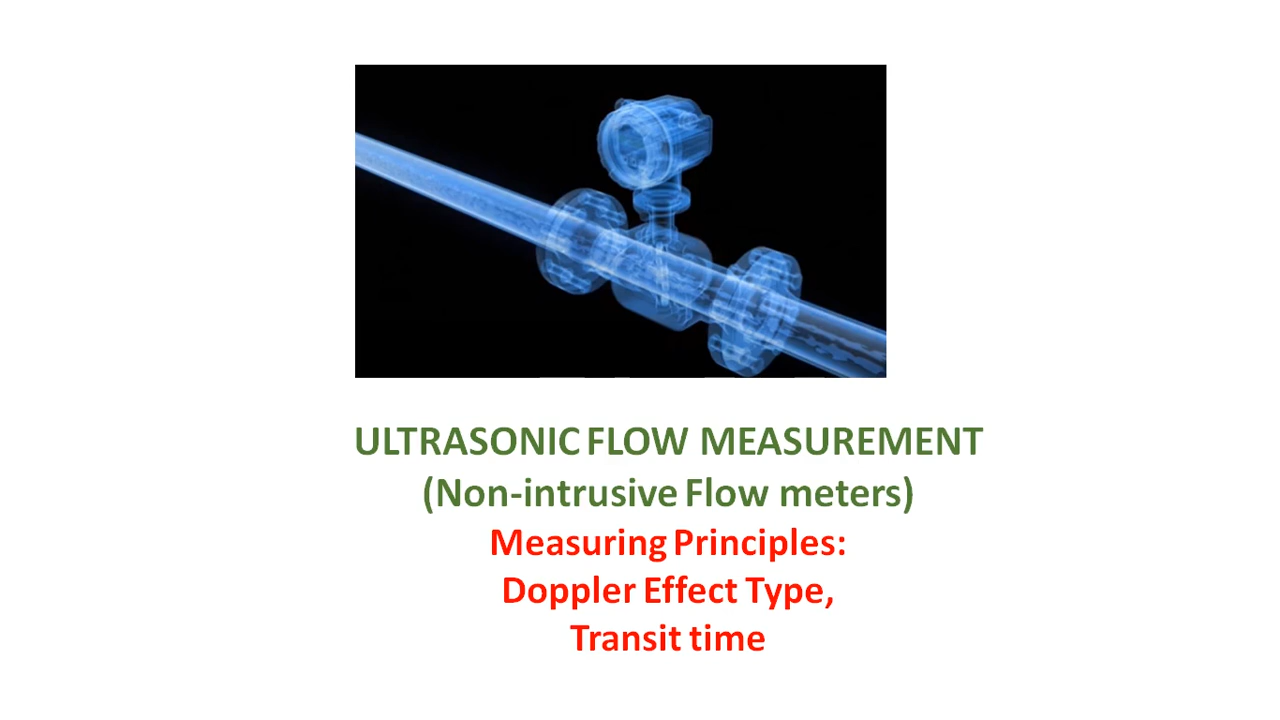 ULTRASONIC FLOW MEASUREMENT
(Non-intrusive Flow meters)
Measuring Principles:
Doppler Effect Type,
Transit time